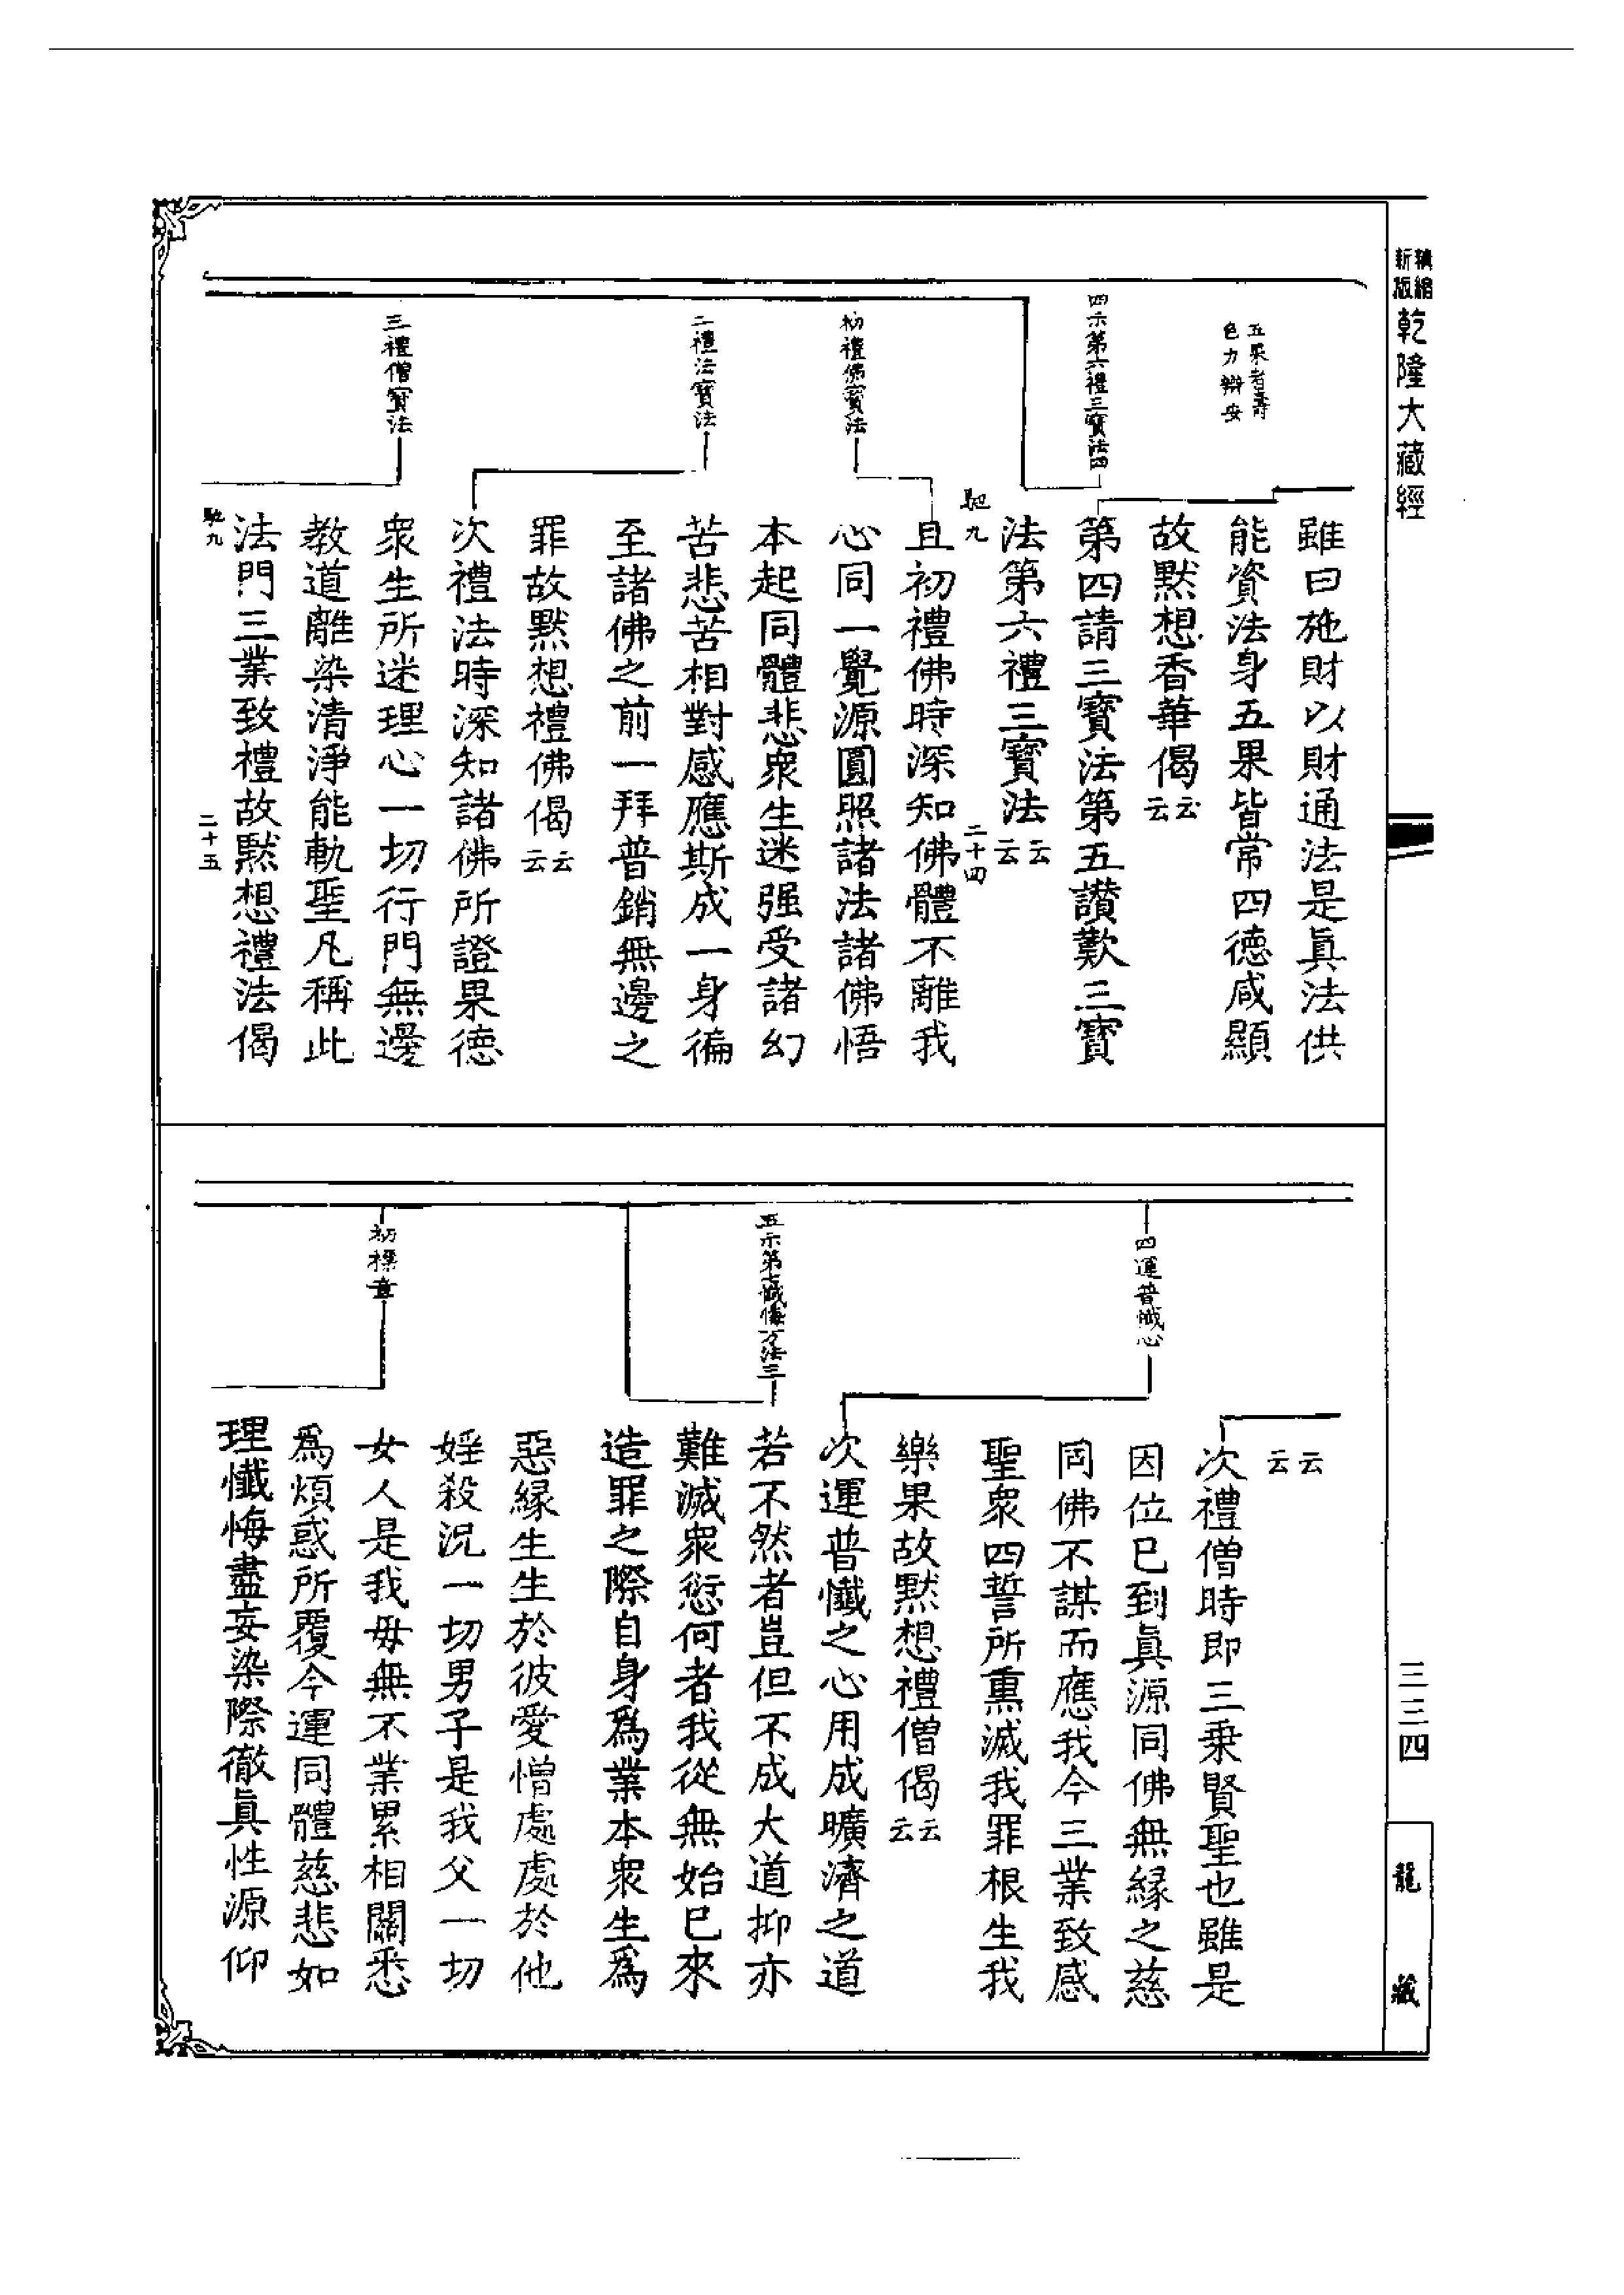 精縮新版乾隆大藏經
五果者壽
色力辯安
雖曰施財以財通法是眞法供
能資法身五果皆常四德咸顯
故默想香華偈云云
四示第六禮三寶法四
第四請三寶法第五讚歎三寶
法第六禮三寶法云云
馳九 二十四
初禮佛寶法
且初禮佛時深知佛體不離我
心同一覺源圓照諸法諸佛悟
本起同體悲衆生迷强受諸幻
苦悲苦相對感應斯成一身徧
至諸佛之前一拜普銷無邊之
罪故默想禮佛偈云云
二禮法寶法
次禮法時深知諸佛所證果德
衆生所迷理心一切行門無邊
教道離染清淨能軌聖凡稱此
法門三業致禮故默想禮法偈
三禮僧寶法
馳九 二十五
云云
次禮僧時即三乗賢聖也雖是
因位已到眞源同佛無緣之慈
同佛不謀而應我今三業致感
聖衆四誓所熏滅我罪根生我
樂果故默想禮僧偈云云
四運普懺心
次運普懺之心用成曠濟之道
若不然者豈但不成大道抑亦
難滅衆愆何者我從無始已來
造罪之際自身爲業本衆生爲
惡緣生生於彼愛憎處處於他
婬殺況一切男子是我父一切
女人是我母無不業累相關悉
爲煩惑所覆今運同體慈悲如
五示第七懺悔方法三
初標章
理懺悔盡妄染際徹眞性源仰
三三四
龍藏